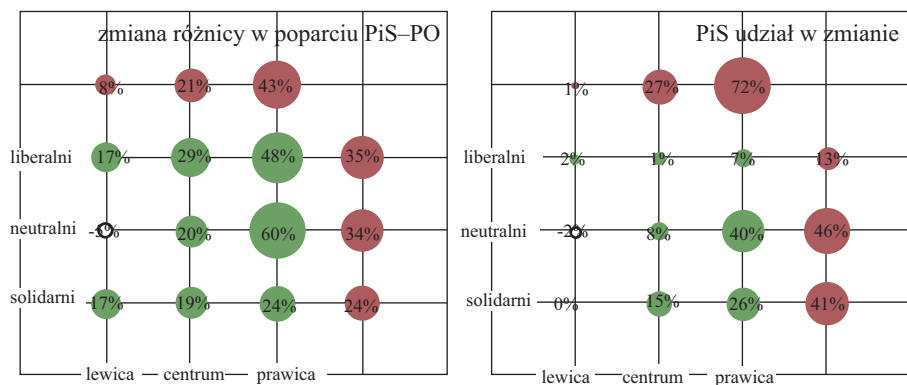 zmiana różnicy w poparciu PiS–PO
8% 21% 43%
liberalni 17% 29% 48% 35%
neutralni -5% 20% 60% 34%
solidarni -17% 19% 24% 24%
lewica centrum prawica
PiS udział w zmianie
1% 27% 72%
liberalni 2% 1% 7% 13%
neutralni -2% 8% 40% 46%
solidarni 0% 15% 26% 41%
lewica centrum prawica